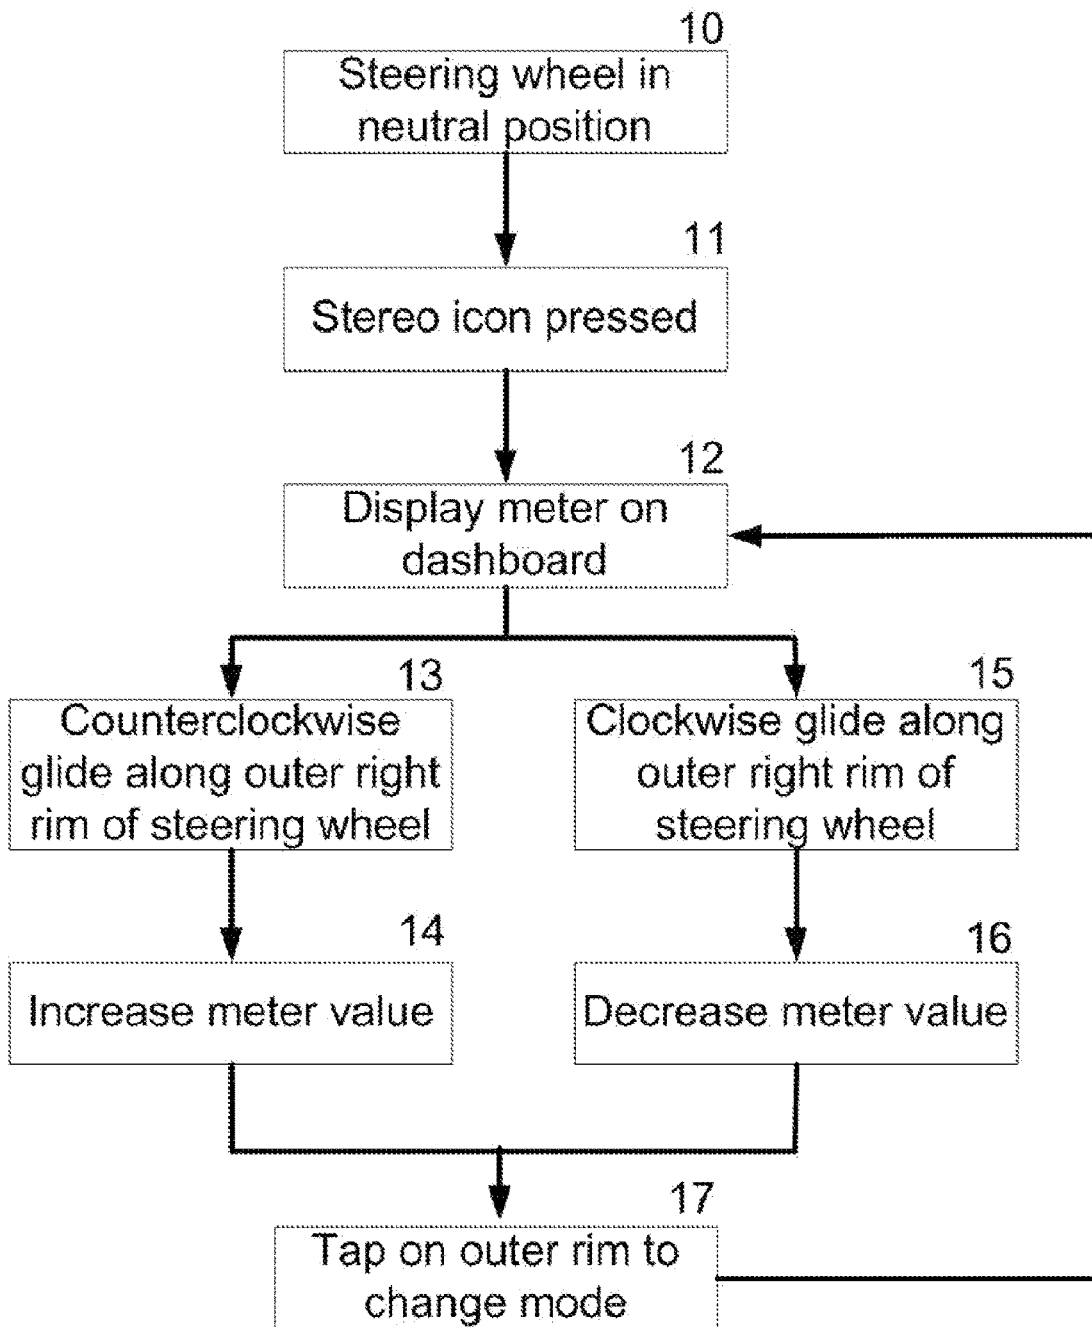 10
Steering wheel in
neutral position
11
Stereo icon pressed
12
Display meter on
dashboard
13
Counterclockwise
glide along outer right
rim of steering wheel
15
Clockwise glide along
outer right rim of
steering wheel
14
Increase meter value
16
Decrease meter value
17
Tap on outer rim to
change mode